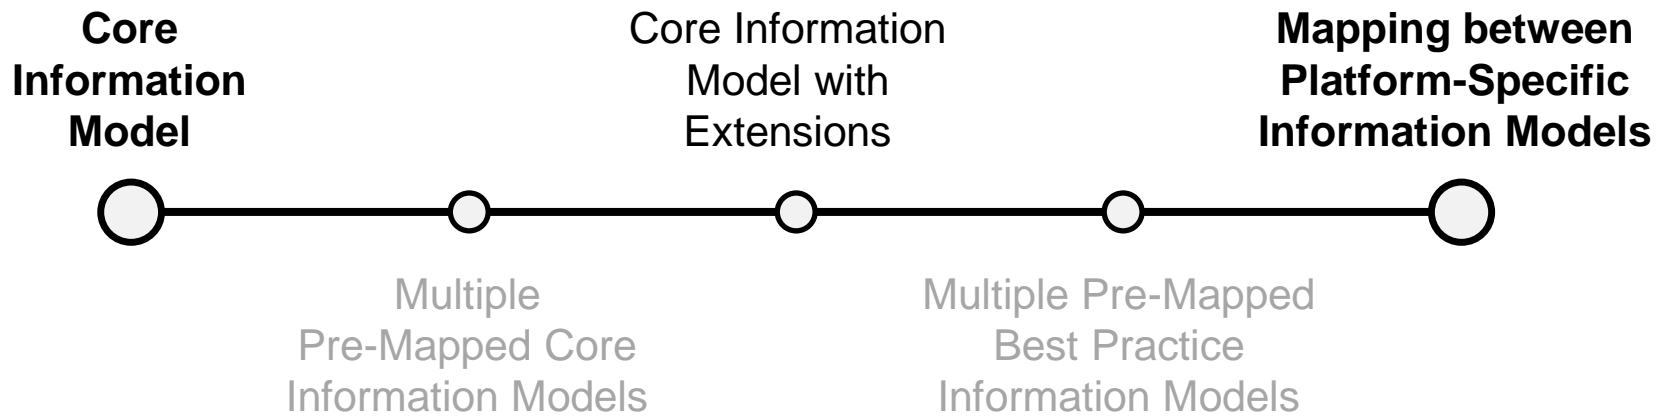 Core
Information
Model
Core Information
Model with
Extensions
Mapping between
Platform-Specific
Information Models
Multiple
Pre-Mapped Core
Information Models
Multiple Pre-Mapped
Best Practice
Information Models